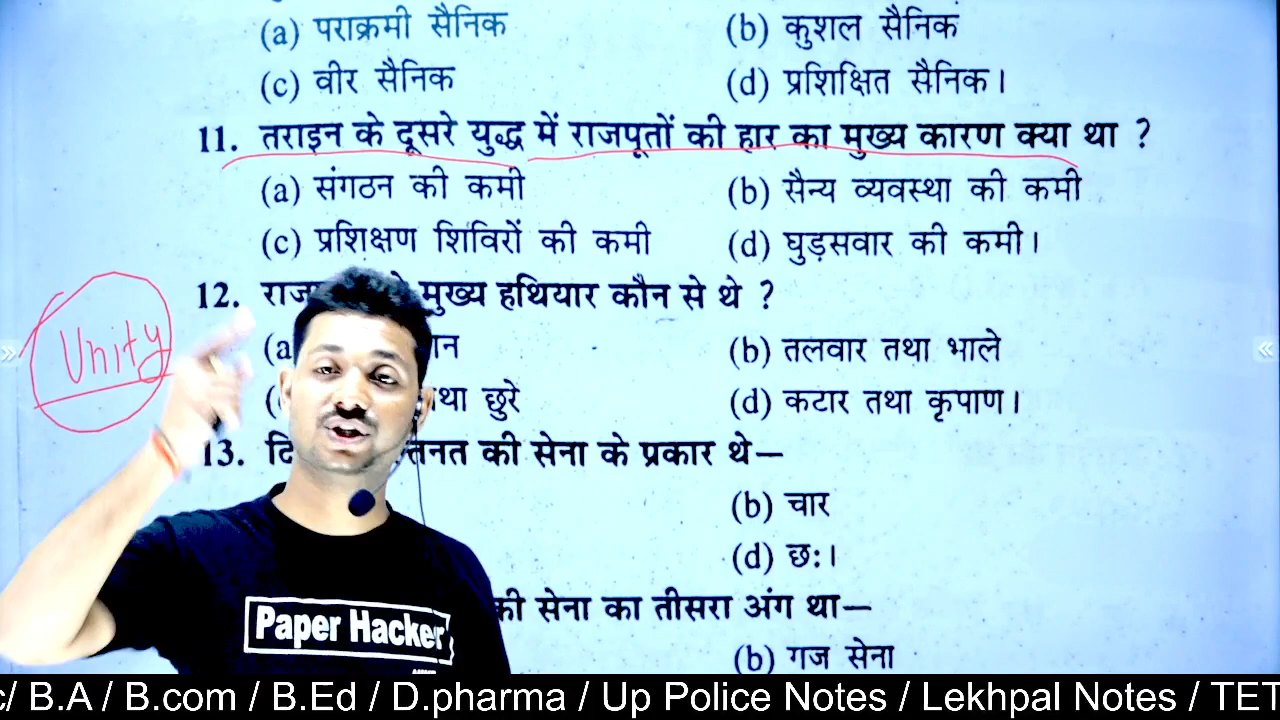 (a) पराक्रमी सैनिक (b) कुशल सैनिक
(c) वीर सैनिक (d) प्रशिक्षित सैनिक।
11. तराइन के दूसरे युद्ध में राजपूतों की हार का मुख्य कारण क्या था ?
(a) संगठन की कमी (b) सैन्य व्यवस्था की कमी
(c) प्रशिक्षण शिविरों की कमी (d) घुड़सवार की कमी।
12. मुख्य हथियार कौन से थे ?
(b) तलवार तथा भाले
छुरे (d) कटार तथा कृपाण।
Unity
13. की सेना के प्रकार थे—
(b) चार
(d) छः।
की सेना का तीसरा अंग था—
(b) गज सेना
Paper Hacker
/ B.A / B.com / B.Ed / D.pharma / Up Police Notes / Lekhpal Notes / TET